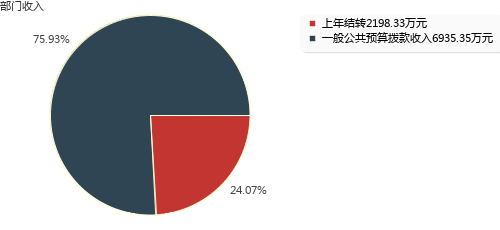 部门收入
75.93%
24.07%
上年结转2198.33万元
一般公共预算拨款收入6935.35万元